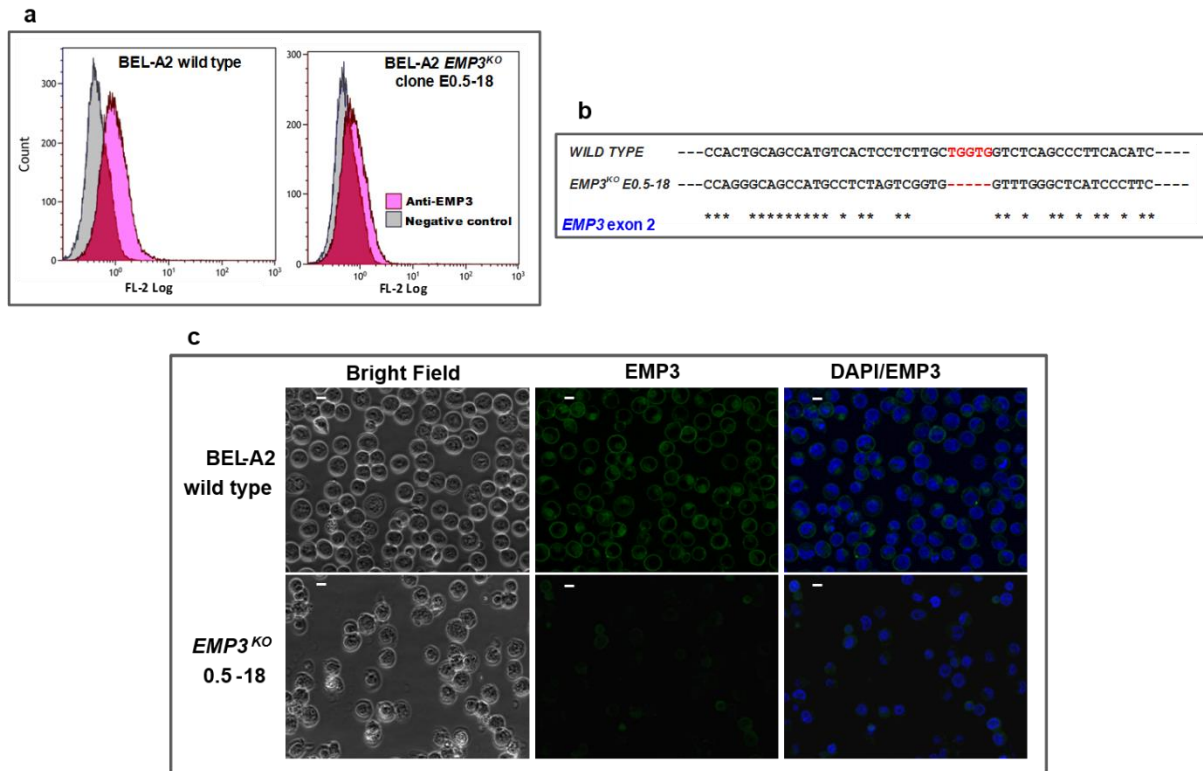 a
BEL-A2 wild type
BEL-A2 EMP3KO
clone E0.5-18
Count
300
200
100
0
300
200
100
0
Anti-EMP3
Negative control
10⁰ 10¹ 10² 10³
10⁰ 10¹ 10² 10³
FL-2 Log
FL-2 Log
b
WILD TYPE ---CCACTGCAGCCATGTCACTCCTCTTGCTGGTGGTCTCAGCCCTTCACATC----
EMP3KO E0.5-18 ---CCAGGGCAGCCATGCCTCTAGTCGGTG-----GTTTGGGCTCATCCCTTC----
*** ********** * ** ** ** * ** * ** * **
EMP3 exon 2
c
Bright Field EMP3 DAPI/EMP3
BEL-A2
wild type
EMP3KO
0.5-18